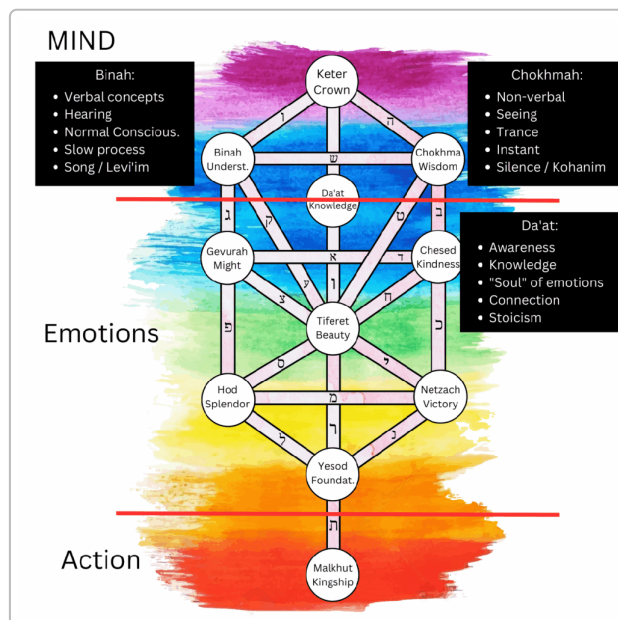 MIND
Keter
Crown
Binah:
• Verbal concepts
• Hearing
• Normal Conscious.
• Slow process
• Song / Levi'im
Chokhmah:
• Non-verbal
• Seeing
• Trance
• Instant
• Silence / Kohanim
ו
ה
Binah
Underst.
ש
Chokhma
Wisdom
Da'at
Knowledge
ג
ק
ט
ב
Da'at:
• Awareness
• Knowledge
• "Soul" of emotions
• Connection
• Stoicism
Gevurah
Might
א
ד
Chesed
Kindness
ע
ו
צ
ח
Emotions
פ
Tiferet
Beauty
כ
ס
י
Hod
Splendor
מ
Netzach
Victory
ר
ל
נ
Yesod
Foundat.
ת
Action
Malkhut
Kingship